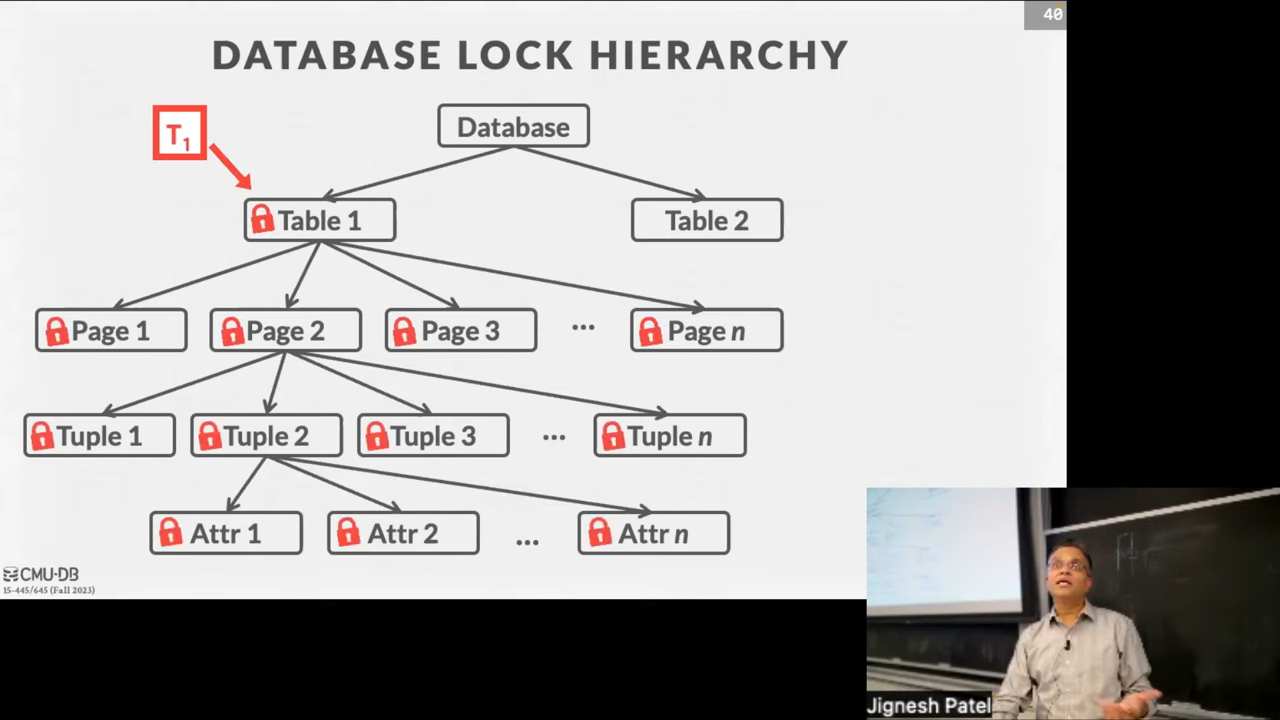 40
DATABASE LOCK HIERARCHY
T1
Database
Table 1
Table 2
Page 1
Page 2
Page 3
...
Page n
Tuple 1
Tuple 2
Tuple 3
...
Tuple n
Attr 1
Attr 2
...
Attr n
CMU·DB
15-445/645 (Fall 2023)
Jignesh Patel